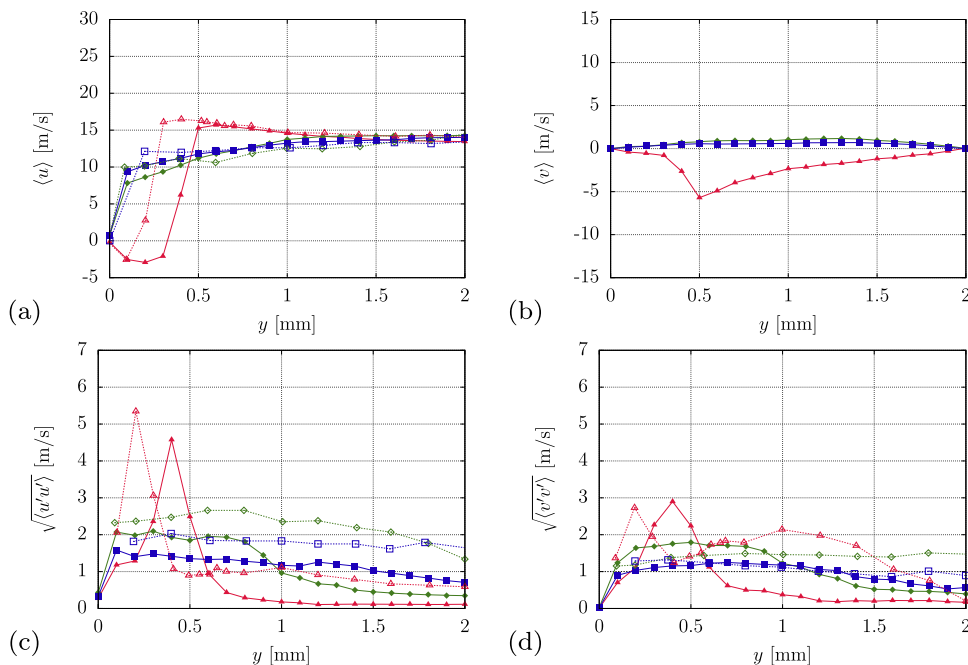 30
25
20
15
10
5
0
-5
⟨u⟩ [m/s]
0 0.5 1 1.5 2
y [mm]
(a)
15
10
5
0
-5
-10
-15
⟨v⟩ [m/s]
0 0.5 1 1.5 2
y [mm]
(b)
7
6
5
4
3
2
1
0
√⟨u′u′⟩ [m/s]
0 0.5 1 1.5 2
y [mm]
(c)
7
6
5
4
3
2
1
0
√⟨v′v′⟩ [m/s]
0 0.5 1 1.5 2
y [mm]
(d)